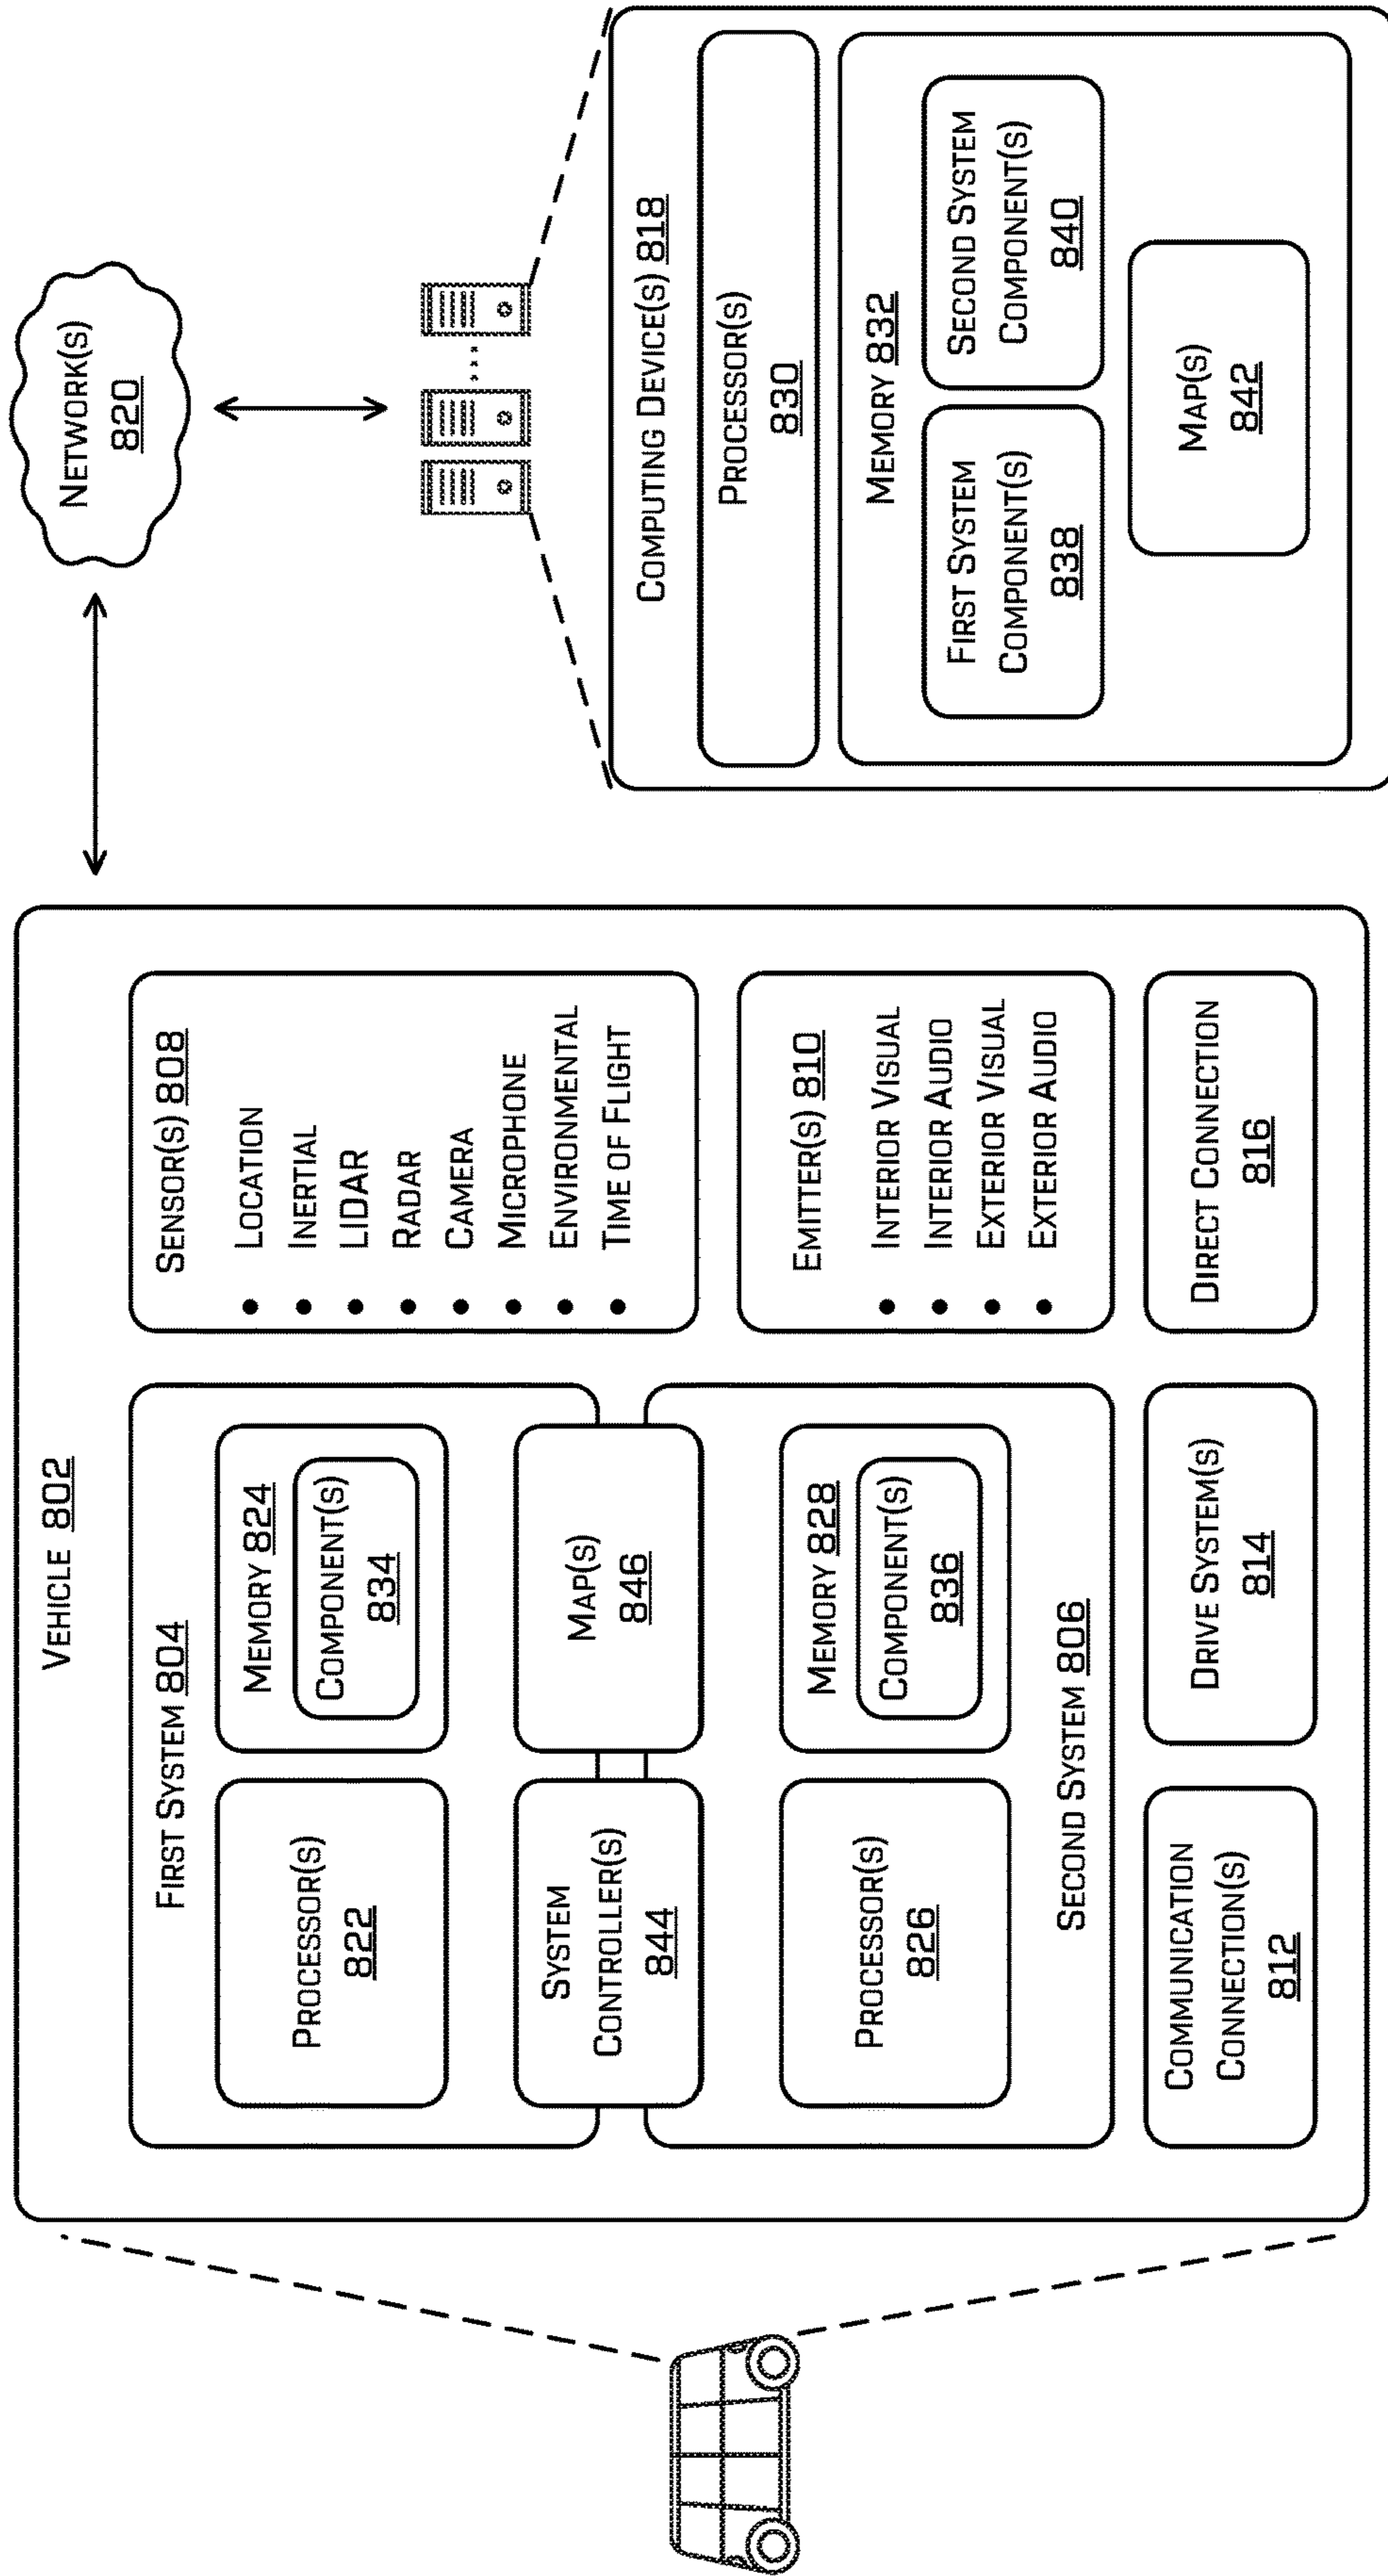 VEHICLE 802
FIRST SYSTEM 804
PROCESSOR(S)
822
MEMORY 824
COMPONENT(S)
834
SYSTEM
CONTROLLER(S)
844
MAP(S)
846
PROCESSOR(S)
826
MEMORY 828
COMPONENT(S)
836
SECOND SYSTEM 806
SENSOR(S) 808
• LOCATION
• INERTIAL
• LIDAR
• RADAR
• CAMERA
• MICROPHONE
• ENVIRONMENTAL
• TIME OF FLIGHT
EMITTER(S) 810
• INTERIOR VISUAL
• INTERIOR AUDIO
• EXTERIOR VISUAL
• EXTERIOR AUDIO
COMMUNICATION
CONNECTION(S)
812
DRIVE SYSTEM(S)
814
DIRECT CONNECTION
816
NETWORK(S)
820
COMPUTING DEVICE(S) 818
PROCESSOR(S)
830
MEMORY 832
FIRST SYSTEM
COMPONENT(S)
838
SECOND SYSTEM
COMPONENT(S)
840
MAP(S)
842